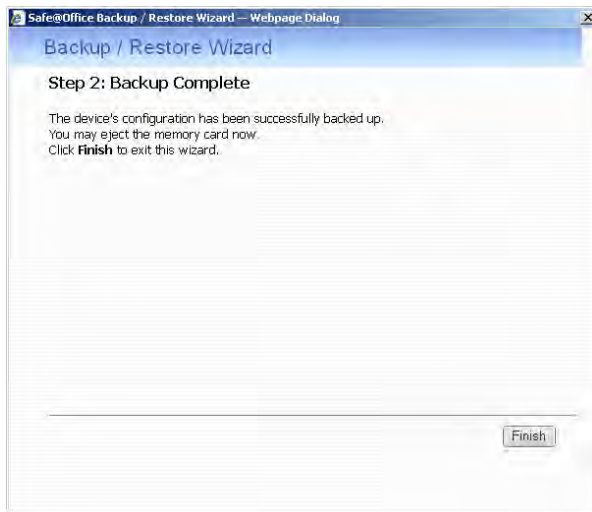 Safe@Office Backup / Restore Wizard -- Webpage Dialog
Backup / Restore Wizard
Step 2: Backup Complete
The device's configuration has been successfully backed up.
You may eject the memory card now.
Click Finish to exit this wizard.
Finish